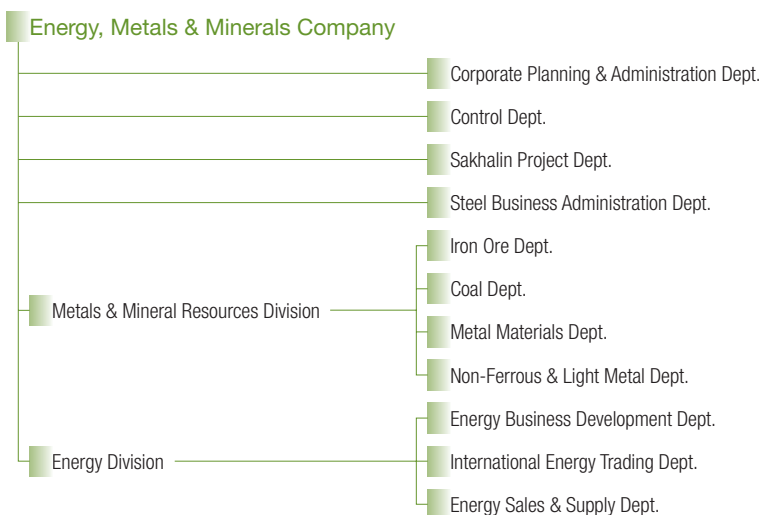 Energy, Metals & Minerals Company
Corporate Planning & Administration Dept.
Control Dept.
Sakhalin Project Dept.
Steel Business Administration Dept.
Metals & Mineral Resources Division
Iron Ore Dept.
Coal Dept.
Metal Materials Dept.
Non-Ferrous & Light Metal Dept.
Energy Division
Energy Business Development Dept.
International Energy Trading Dept.
Energy Sales & Supply Dept.